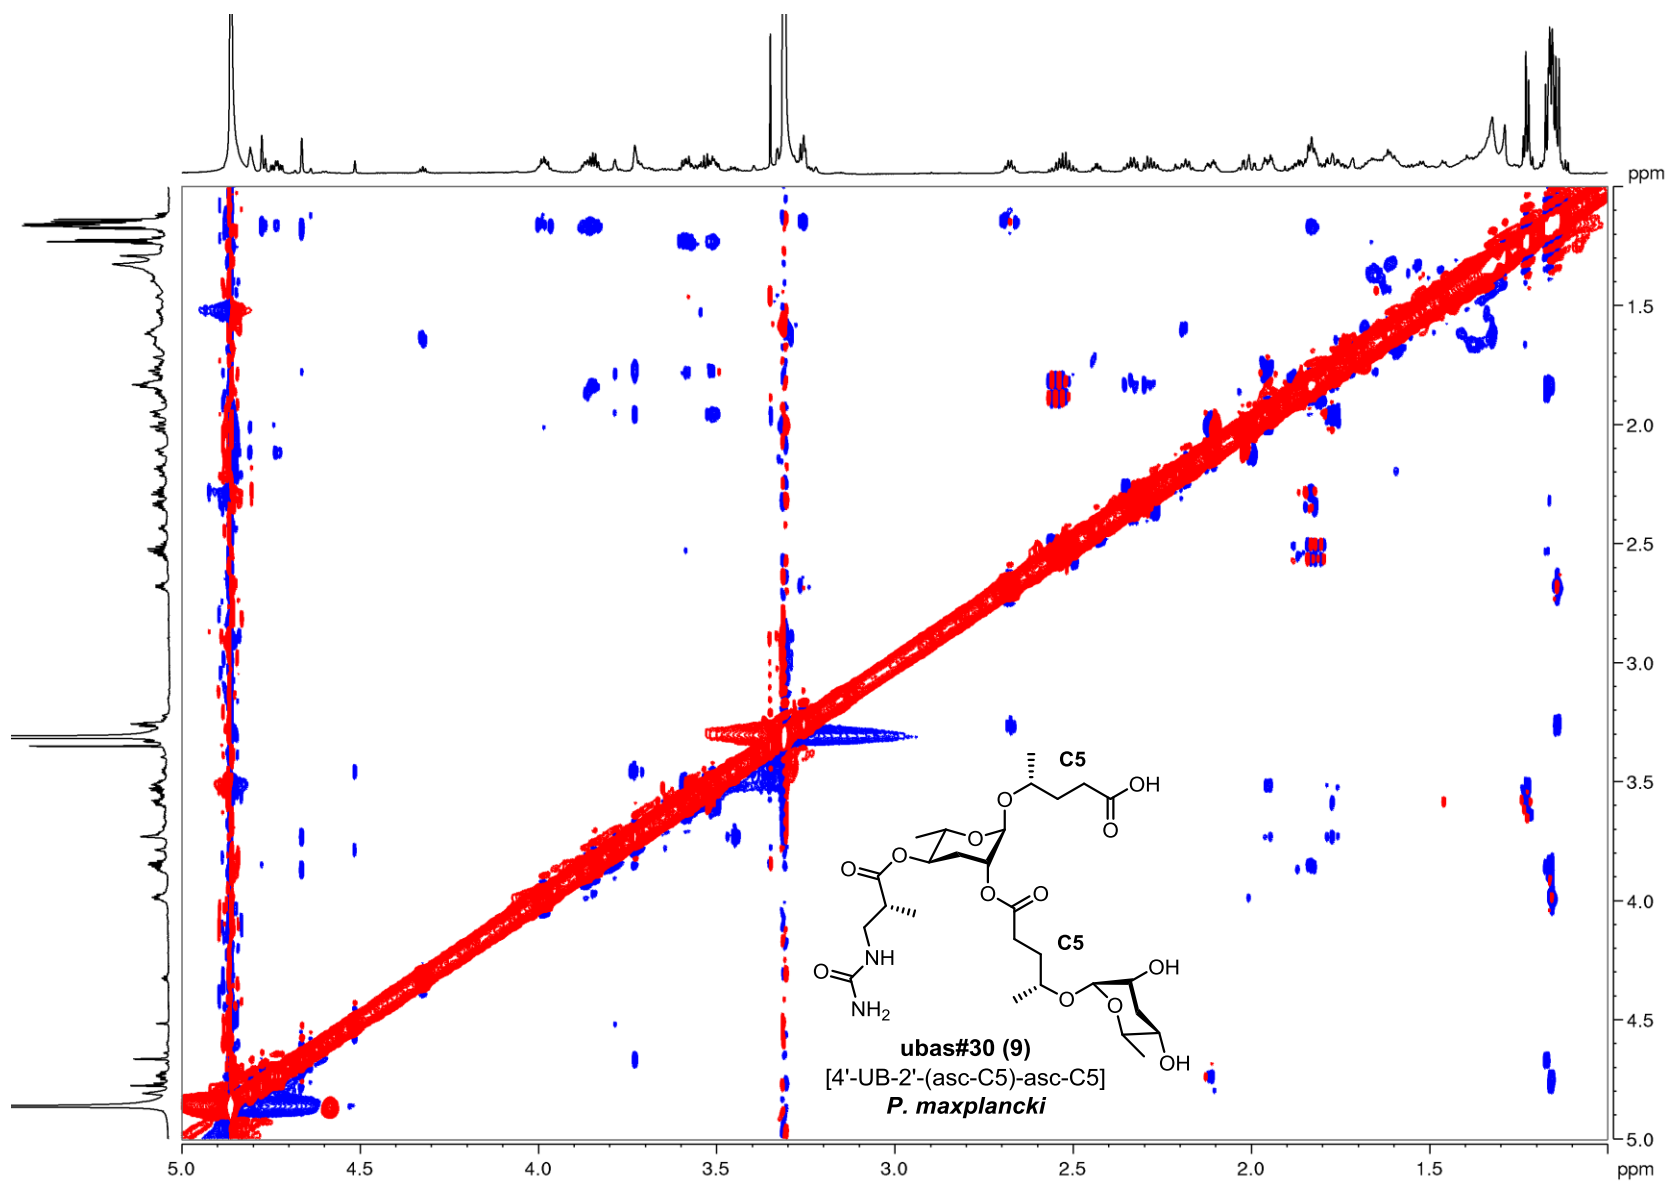 ppm
1.5
2.0
2.5
3.0
3.5
4.0
4.5
5.0
C5
OH
O
O
O
O
O
O
O
C5
NH
O
NH2
OH
O
O
OH
ubas#30 (9)
[4'-UB-2'-(asc-C5)-asc-C5]
P. maxplancki
5.0 4.5 4.0 3.5 3.0 2.5 2.0 1.5 ppm